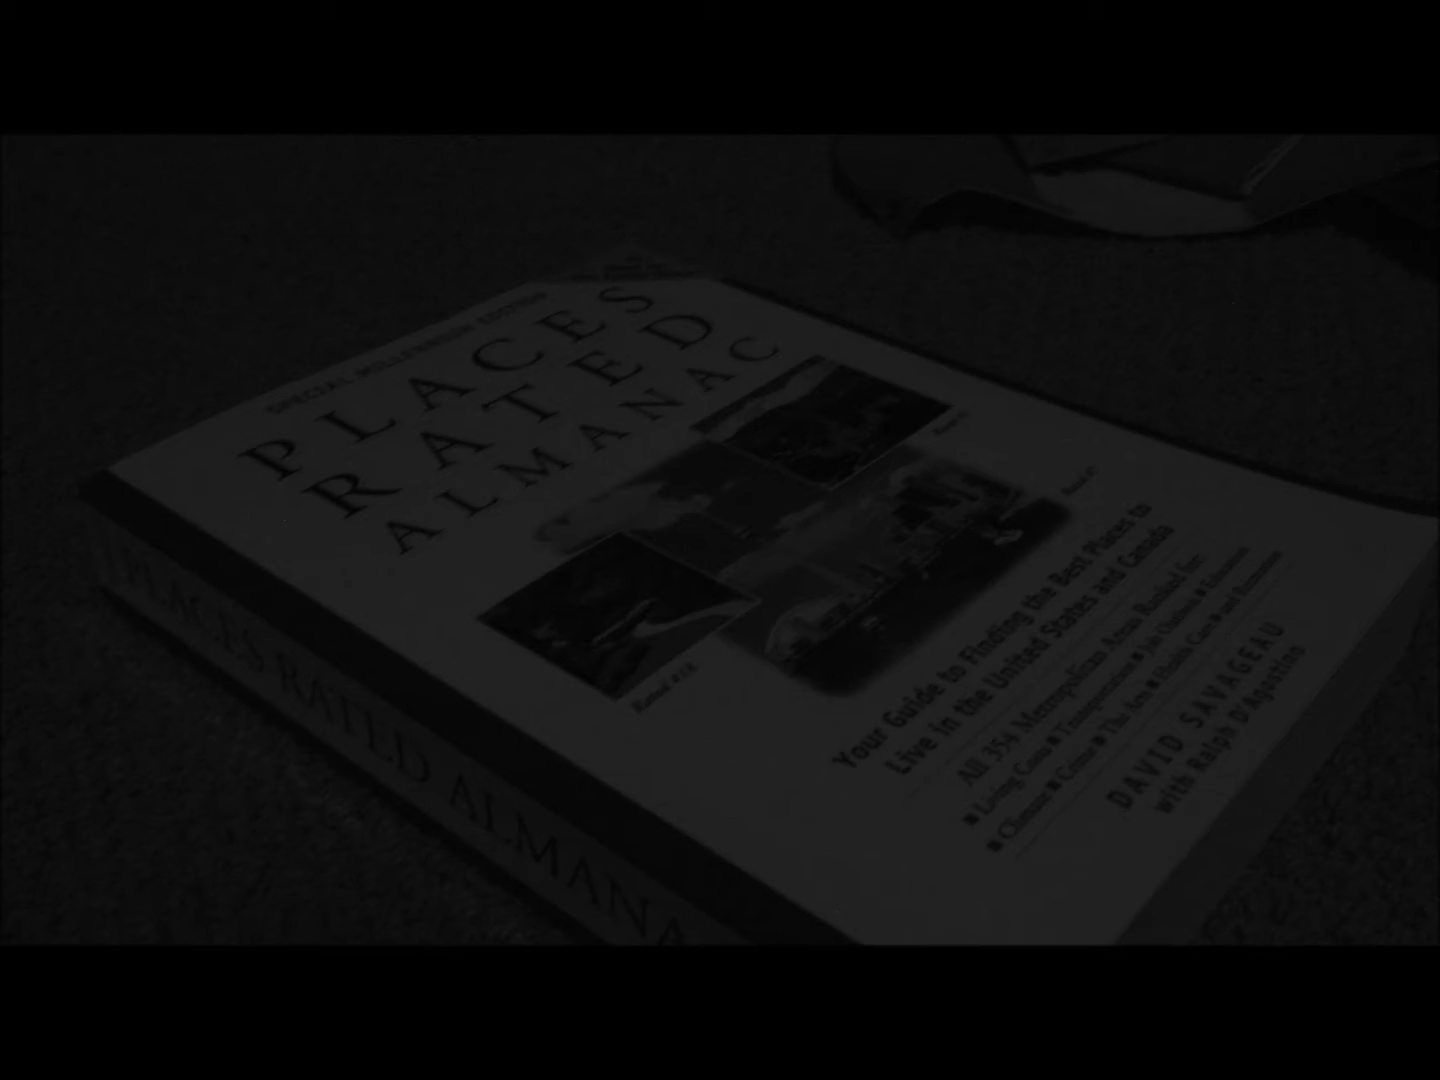 SPECIAL MILLENNIUM EDITION
PLACES
RATED
ALMANAC
Rated #18
Your Guide to Finding the Best Places to
Live in the United States and Canada
All 354 Metropolitan Areas Ranked for:
■ Living Costs ■ Transportation ■ Job Outlook ■ Education
■ Climate ■ Crime ■ The Arts ■ Health Care ■ and Recreation
DAVID SAVAGEAU
with Ralph D'Agostino
PLACES RATED ALMANA